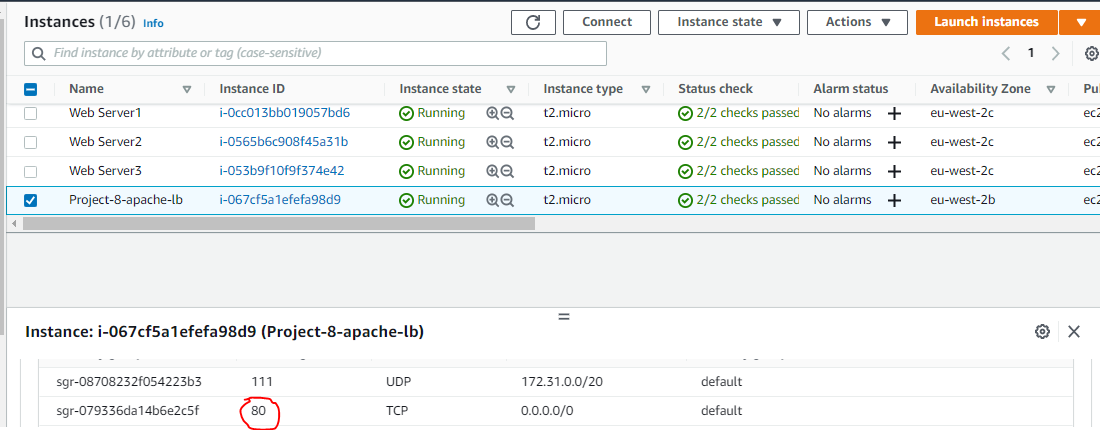 Instances (1/6) Info Connect Instance state Actions Launch instances
Find instance by attribute or tag (case-sensitive) 1
Name Instance ID Instance state Instance type Status check Alarm status Availability Zone
Web Server1 i-0cc013bb019057bd6 Running t2.micro 2/2 checks passed No alarms eu-west-2c
Web Server2 i-0565b6c908f45a31b Running t2.micro 2/2 checks passed No alarms eu-west-2c
Web Server3 i-053b9f10f9f374e42 Running t2.micro 2/2 checks passed No alarms eu-west-2c
Project-8-apache-lb i-067cf5a1efefa98d9 Running t2.micro 2/2 checks passed No alarms eu-west-2b
Instance: i-067cf5a1efefa98d9 (Project-8-apache-lb)
sgr-08708232f054223b3 111 UDP 172.31.0.0/20 default
sgr-079336da14b6e2c5f 80 TCP 0.0.0.0/0 default